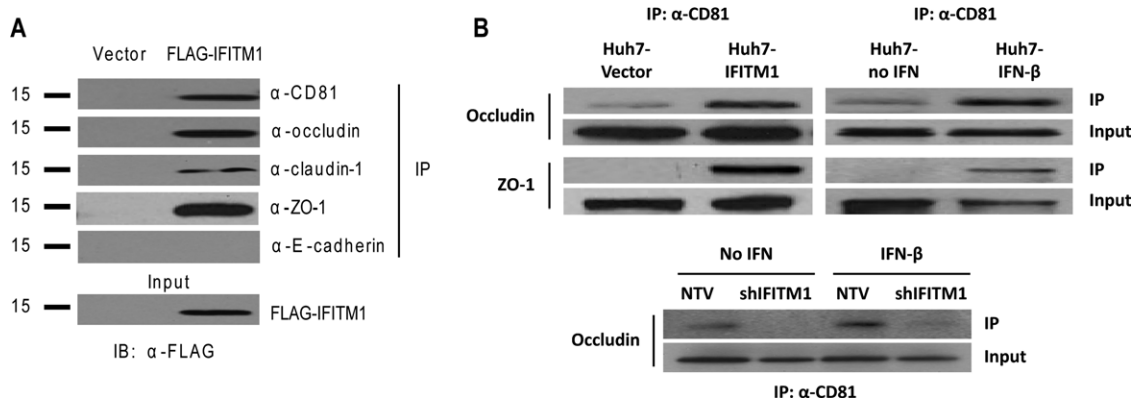 A
Vector FLAG-IFITM1
15 α-CD81
15 α-occludin
15 α-claudin-1
15 α-ZO-1
15 α-E-cadherin
IP
Input
15 FLAG-IFITM1
IB: α-FLAG
B
IP: α-CD81 IP: α-CD81
Huh7-Vector Huh7-IFITM1 Huh7-no IFN Huh7-IFN-β
Occludin IP
Input
ZO-1 IP
Input
No IFN IFN-β
NTV shIFITM1 NTV shIFITM1
Occludin IP
Input
IP: α-CD81